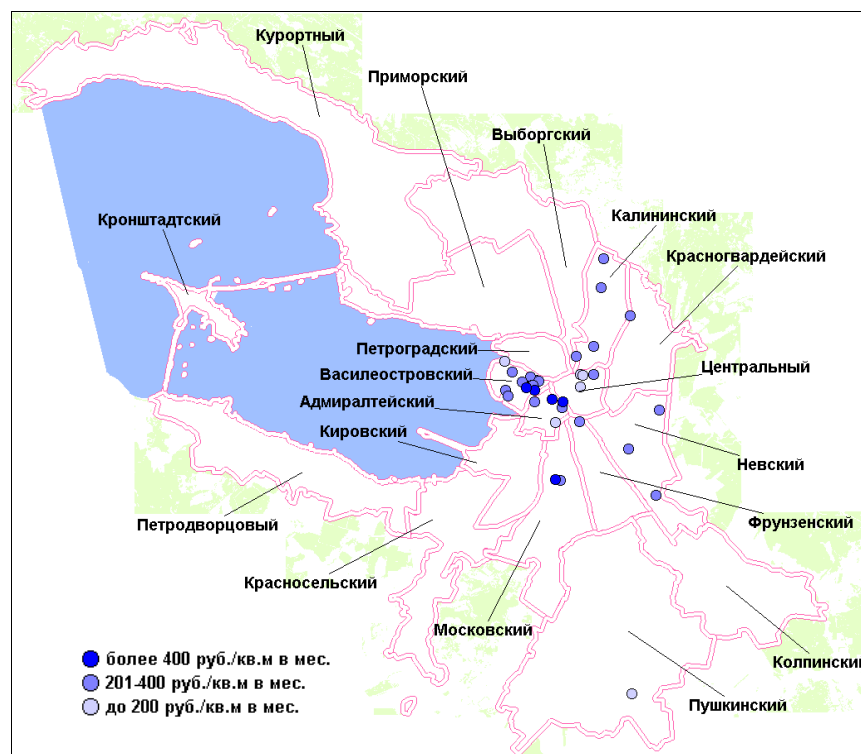 Курортный
Приморский
Выборгский
Калининский
Кронштадтский
Красногвардейский
Петроградский
Центральный
Василеостровский
Адмиралтейский
Кировский
Невский
Петродворцовый
Фрунзенский
Красносельский
Московский
Колпинский
Пушкинский
более 400 руб./кв.м в мес.
201-400 руб./кв.м в мес.
до 200 руб./кв.м в мес.